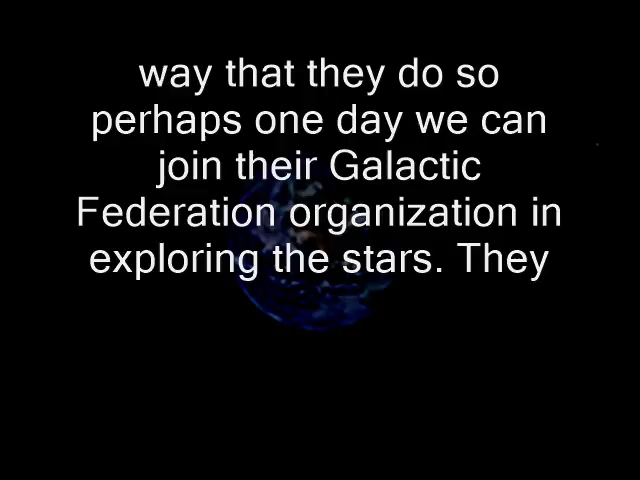 way that they do so
perhaps one day we can
join their Galactic
Federation organization in
exploring the stars. They